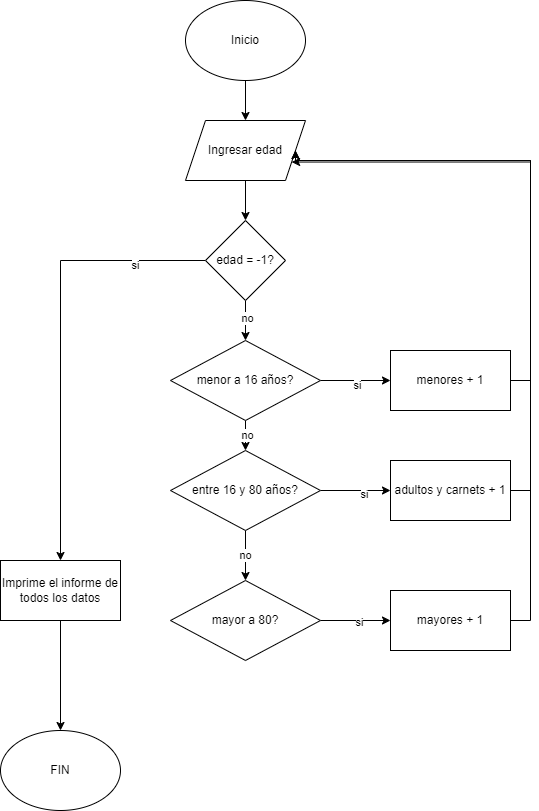 Inicio
Ingresar edad
edad = -1?
si
no
menor a 16 años?
si
menores + 1
no
entre 16 y 80 años?
si
adultos y carnets + 1
no
Imprime el informe de
todos los datos
mayor a 80?
si
mayores + 1
FIN